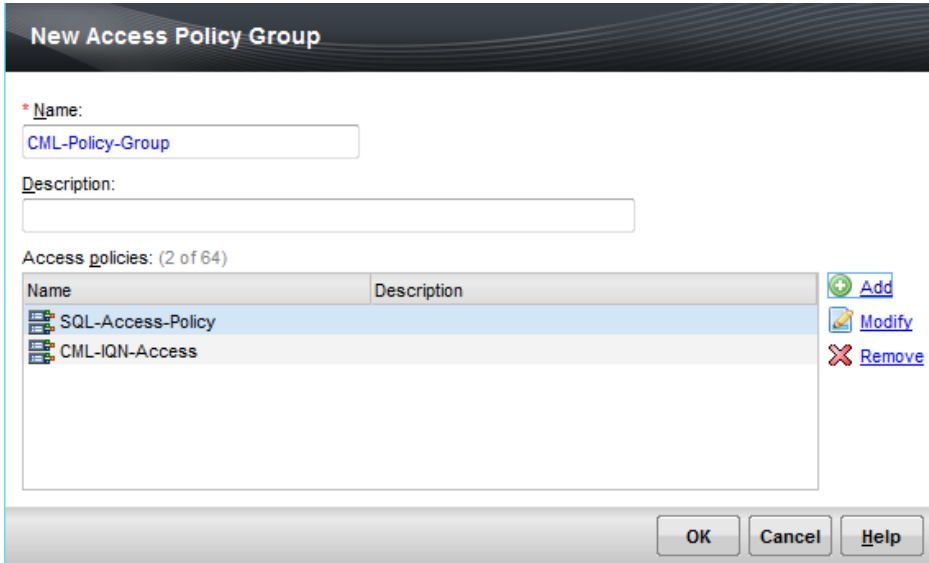 New Access Policy Group
* Name:
CML-Policy-Group
Description:
Access policies: (2 of 64)
Name Description
SQL-Access-Policy
CML-IQN-Access
Add
Modify
Remove
OK Cancel Help